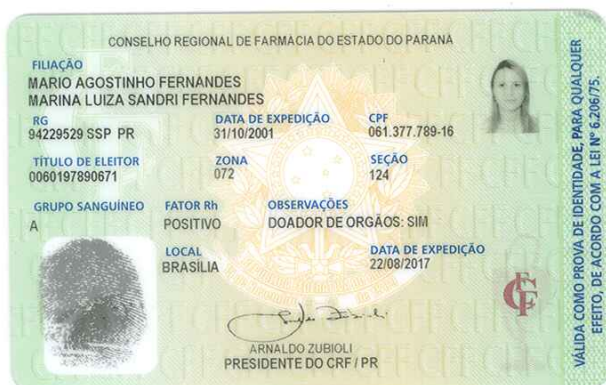 CONSELHO REGIONAL DE FARMACIA DO ESTADO DO PARANA
FILIAÇÃO
MARIO AGOSTINHO FERNANDES
MARINA LUIZA SANDRI FERNANDES
RG DATA DE EXPEDIÇÃO CPF
94229529 SSP PR 31/10/2001 061.377.789-16
TÍTULO DE ELEITOR ZONA SEÇÃO
0060197890671 072 124
GRUPO SANGUÍNEO FATOR Rh OBSERVAÇÕES
A POSITIVO DOADOR DE ORGÃOS: SIM
LOCAL DATA DE EXPEDIÇÃO
BRASÍLIA 22/08/2017
ARNALDO ZUBIOLI
PRESIDENTE DO CRF / PR
VÁLIDA COMO PROVA DE IDENTIDADE, PARA QUALQUER
EFEITO, DE ACORDO COM A LEI Nº 6.206/75.